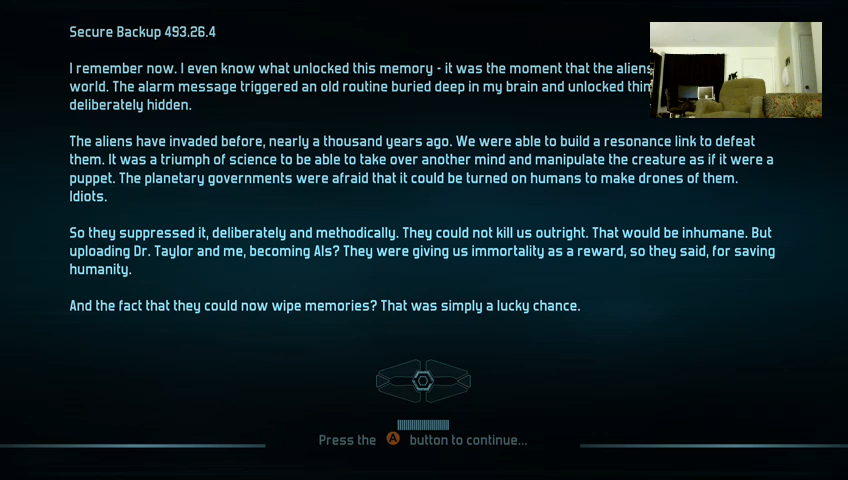 Secure Backup 493.26.4
I remember now. I even know what unlocked this memory - it was the moment that the aliens
world. The alarm message triggered an old routine buried deep in my brain and unlocked
deliberately hidden.
The aliens have invaded before, nearly a thousand years ago. We were able to build a resonance link to defeat
them. It was a triumph of science to be able to take over another mind and manipulate the creature as if it were a
puppet. The planetary governments were afraid that it could be turned on humans to make drones of them.
Idiots.
So they suppressed it, deliberately and methodically. They could not kill us outright. That would be inhumane. But
uploading Dr. Taylor and me, becoming AIs? They were giving us immortality as a reward, so they said, for saving
humanity.
And the fact that they could now wipe memories? That was simply a lucky chance.
Press the A button to continue...